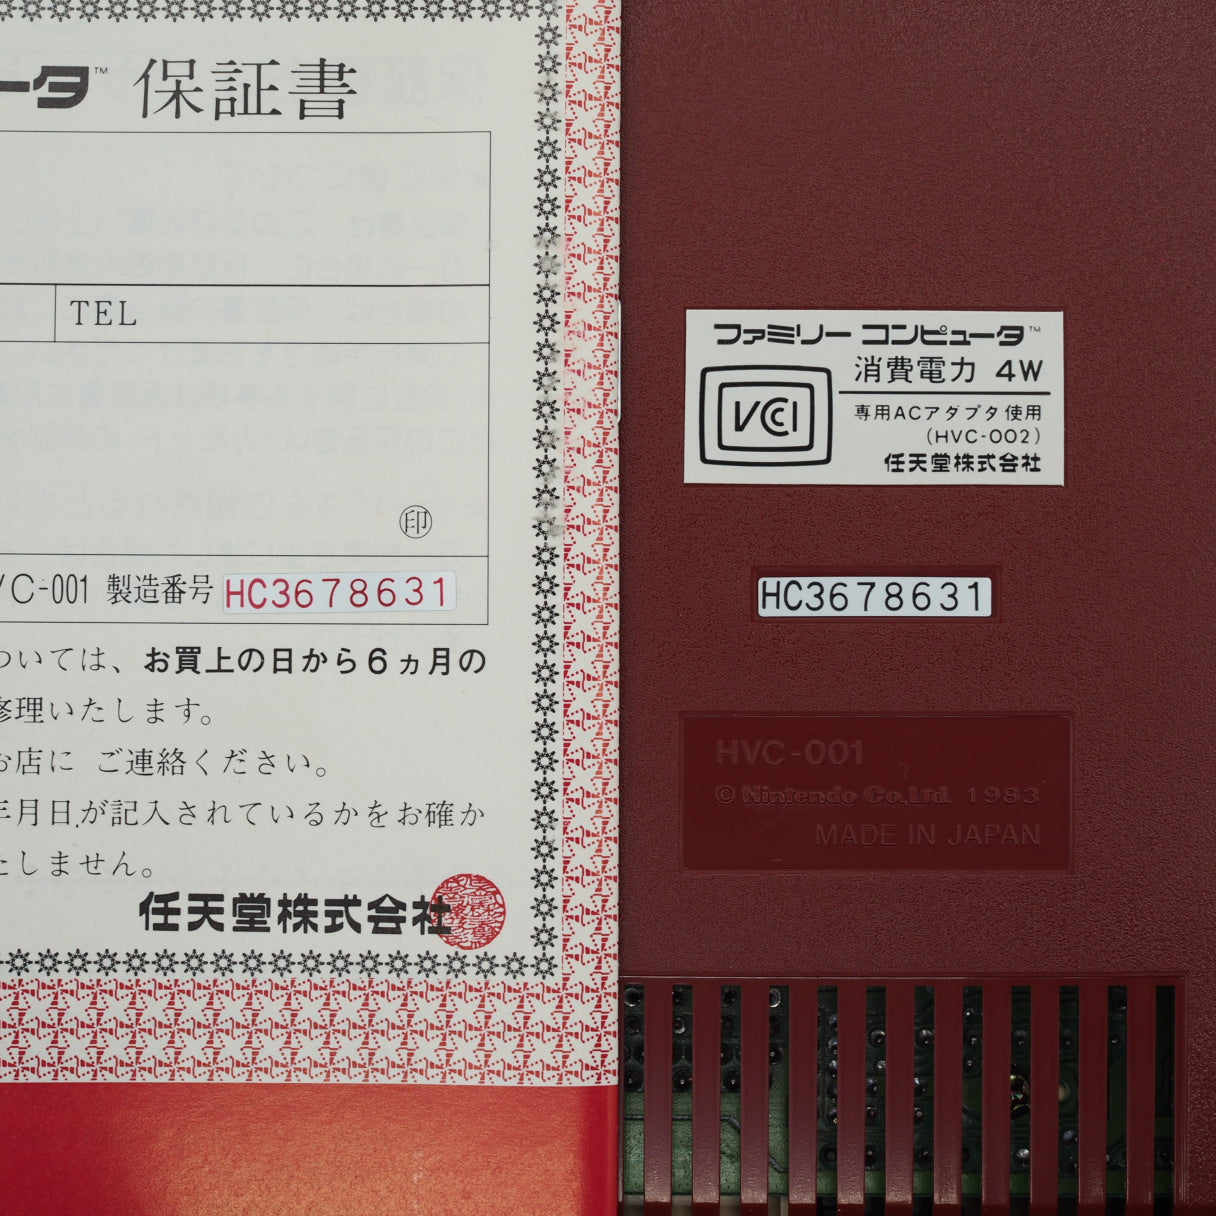 ータ™ 保証書
TEL
印
VC-001 製造番号 HC3678631
ついては、お買上の日から6ヵ月の
修理いたします。
お店に ご連絡ください。
年月日が記入されているかをお確か
たしません。
任天堂株式会社
ファミリー コンピュータ™
消費電力 4W
VCCI
専用ACアダプタ使用
(HVC-002)
任天堂株式会社
HC3678631
HVC-001
© Nintendo Co.,Ltd. 1983
MADE IN JAPAN